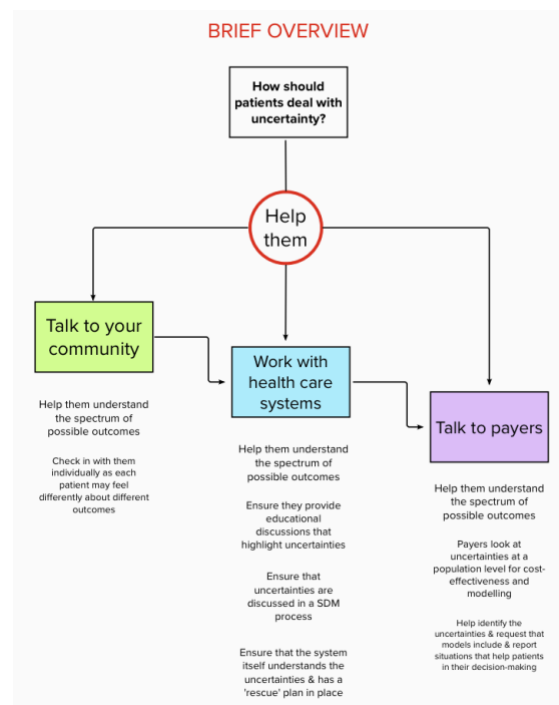 BRIEF OVERVIEW
How should
patients deal with
uncertainty?
Help
them
Talk to your
community
Help them understand
the spectrum of
possible outcomes
Check in with them
individually as each
patient may feel
differently about different
outcomes
Work with
health care
systems
Help them understand
the spectrum of
possible outcomes
Ensure they provide
educational
discussions that
highlight uncertainties
Ensure that
uncertainties are
discussed in a SDM
process
Ensure that the system
itself understands the
uncertainties & has a
'rescue' plan in place
Talk to payers
Help them understand
the spectrum of
possible outcomes
Payers look at
uncertainties at a
population level for cost-
effectiveness and
modelling
Help identify the
uncertainties & request that
models include & report
situations that help patients
in their decision-making